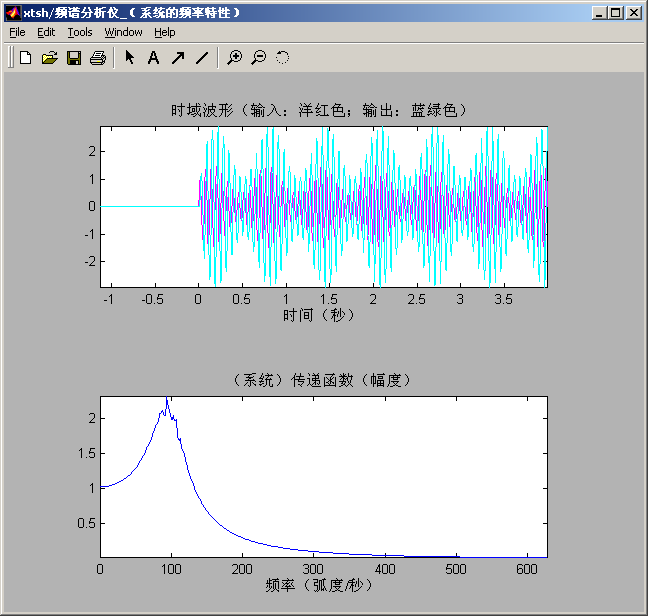 xtsh/频谱分析仪_(系统的频率特性)
File Edit Tools Window Help
时域波形（输入：洋红色；输出：蓝绿色）
2
1
0
-1
-2
-1 -0.5 0 0.5 1 1.5 2 2.5 3 3.5
时间（秒）
（系统）传递函数（幅度）
2
1.5
1
0.5
0 100 200 300 400 500 600
频率（弧度/秒）